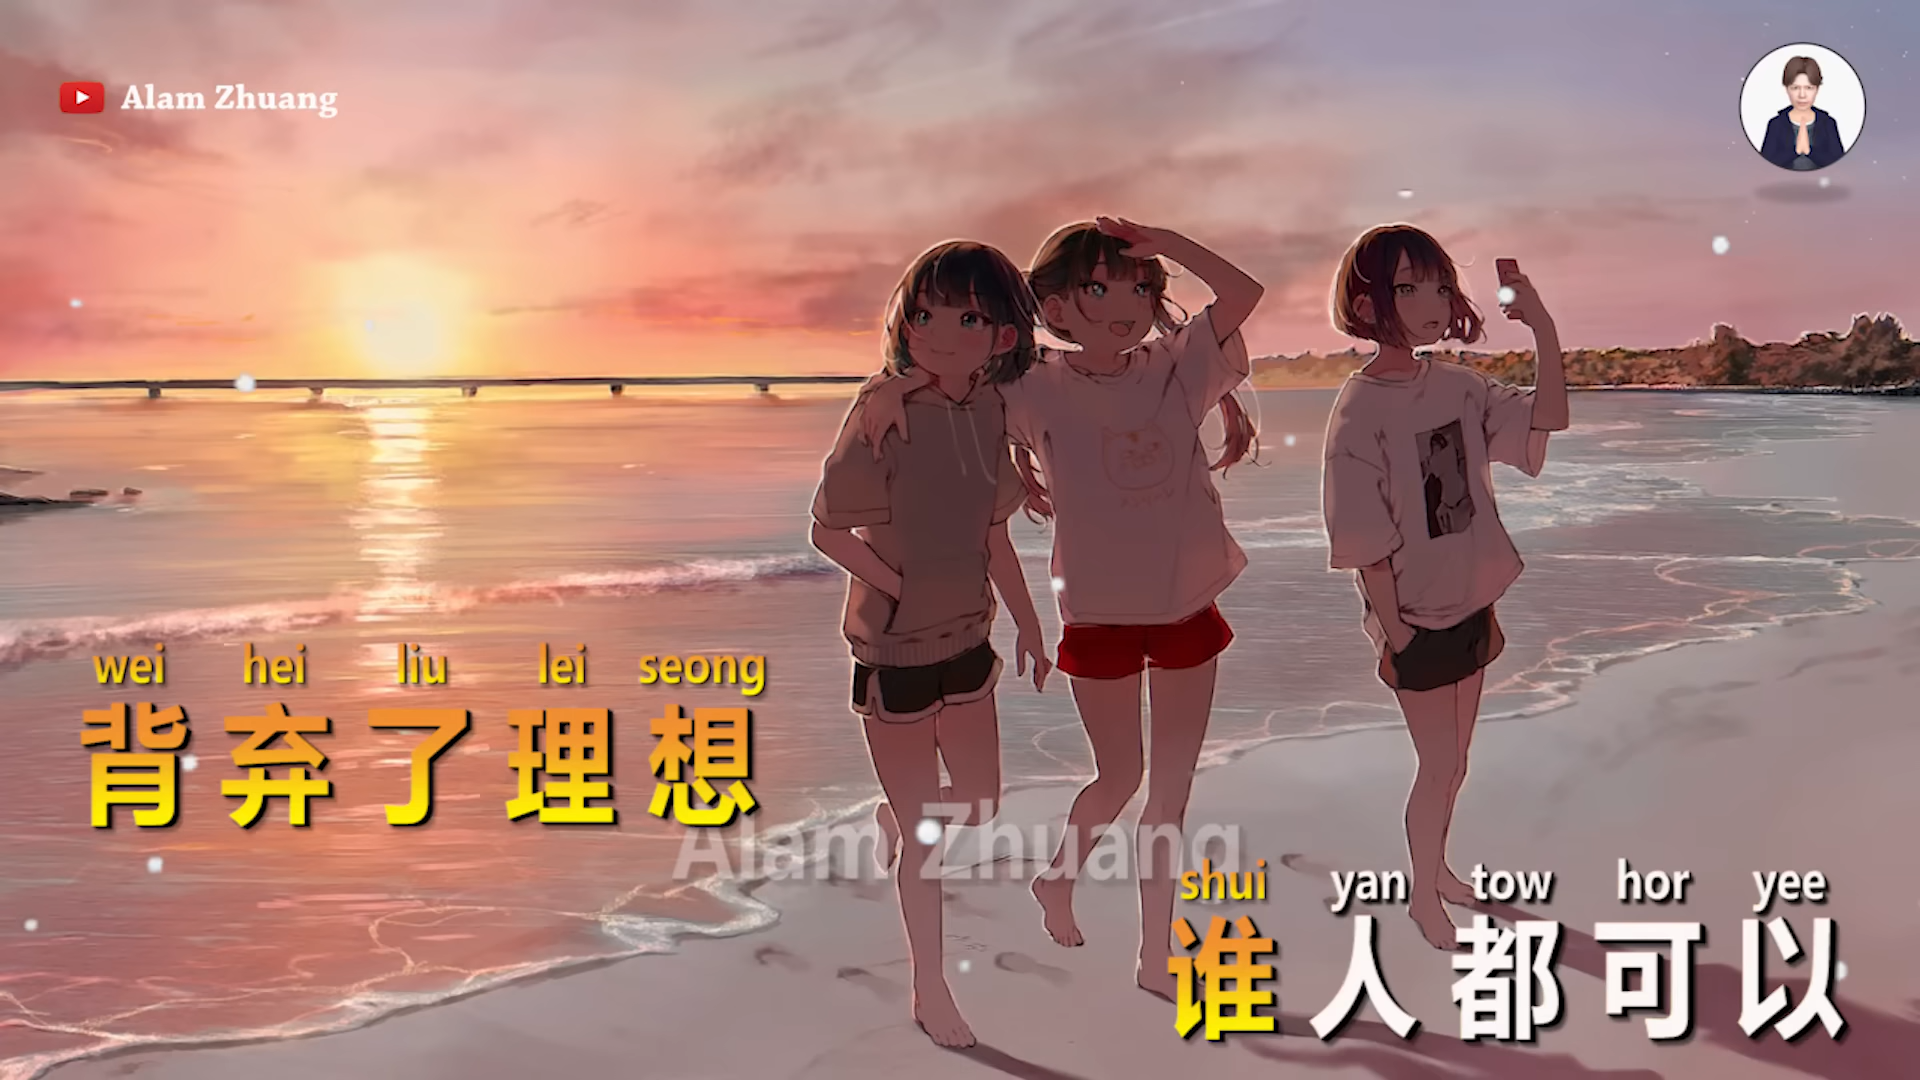 Alam Zhuang
wei hei liu lei seong
背弃了理想
Alam Zhuang
shui yan tow hor yee
谁人都可以